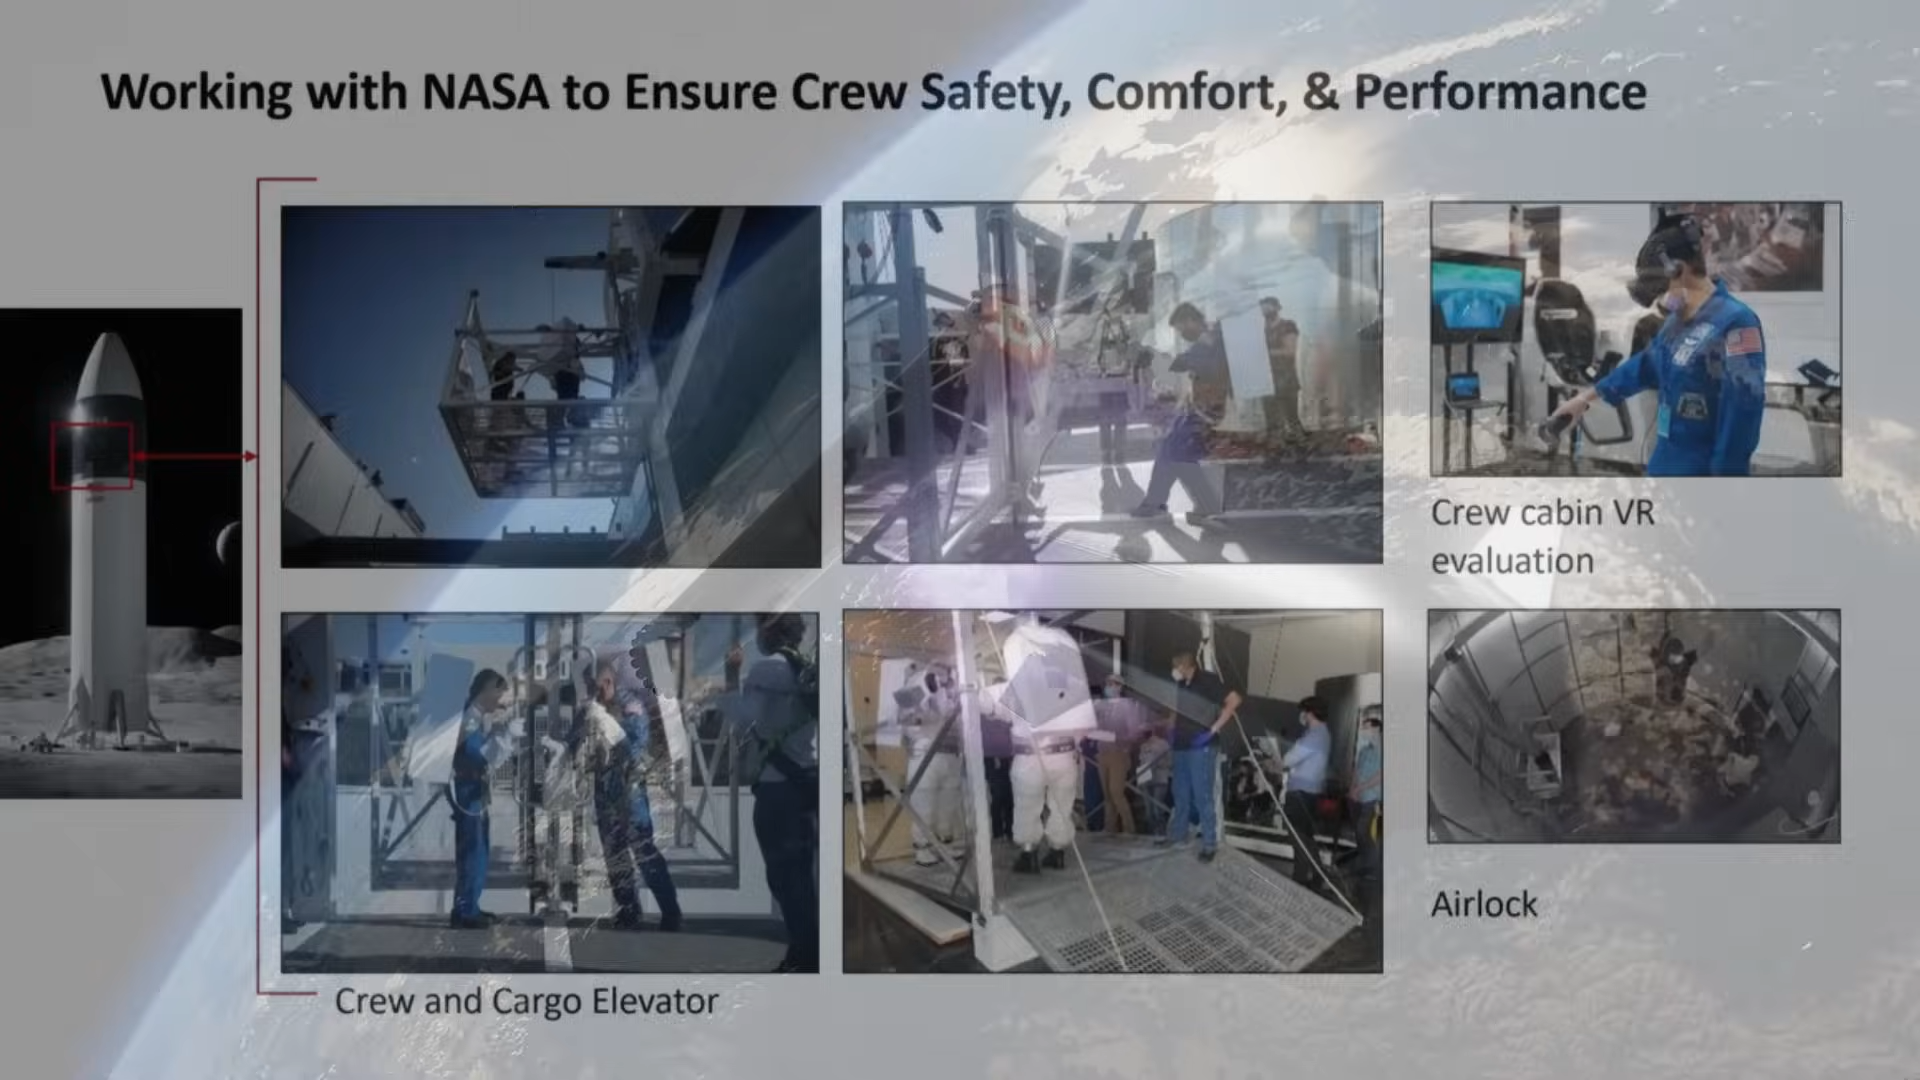 Working with NASA to Ensure Crew Safety, Comfort, & Performance
Crew cabin VR
evaluation
Airlock
Crew and Cargo Elevator